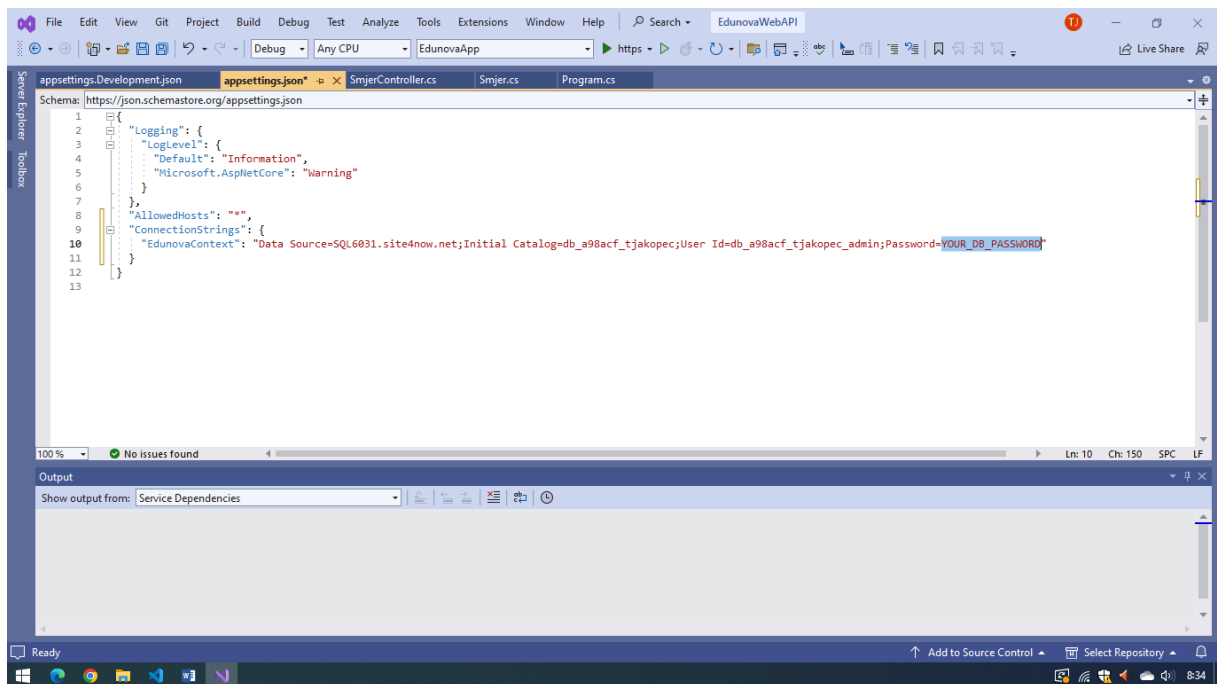 File Edit View Git Project Build Debug Test Analyze Tools Extensions Window Help Search EdunovaWebAPI TJ
Debug Any CPU EdunovaApp https Live Share
Server Explorer
Toolbox
appsettings.Development.json appsettings.json* SmjerController.cs Smjer.cs Program.cs
Schema: https://json.schemastore.org/appsettings.json
1 {
2 "Logging": {
3 "LogLevel": {
4 "Default": "Information",
5 "Microsoft.AspNetCore": "Warning"
6 }
7 },
8 "AllowedHosts": "*",
9 "ConnectionStrings": {
10 "EdunovaContext": "Data Source=SQL6031.site4now.net;Initial Catalog=db_a98acf_tjakopec;User Id=db_a98acf_tjakopec_admin;Password=YOUR_DB_PASSWORD"
11 }
12 }
13
100 % No issues found Ln: 10 Ch: 150 SPC LF
Output
Show output from: Service Dependencies
Ready Add to Source Control Select Repository
8:34